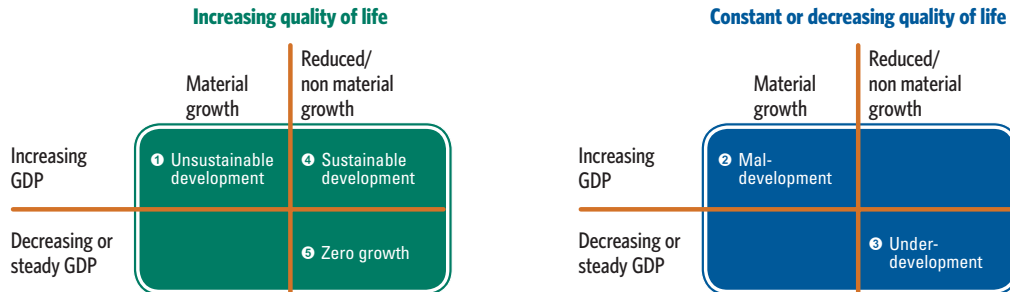 Increasing quality of life
Material
growth
Reduced/
non material
growth
Increasing
GDP
❶ Unsustainable
development
❹ Sustainable
development
Decreasing or
steady GDP
❺ Zero growth
Constant or decreasing quality of life
Material
growth
Reduced/
non material
growth
Increasing
GDP
❷ Mal-
development
Decreasing or
steady GDP
❸ Under-
development